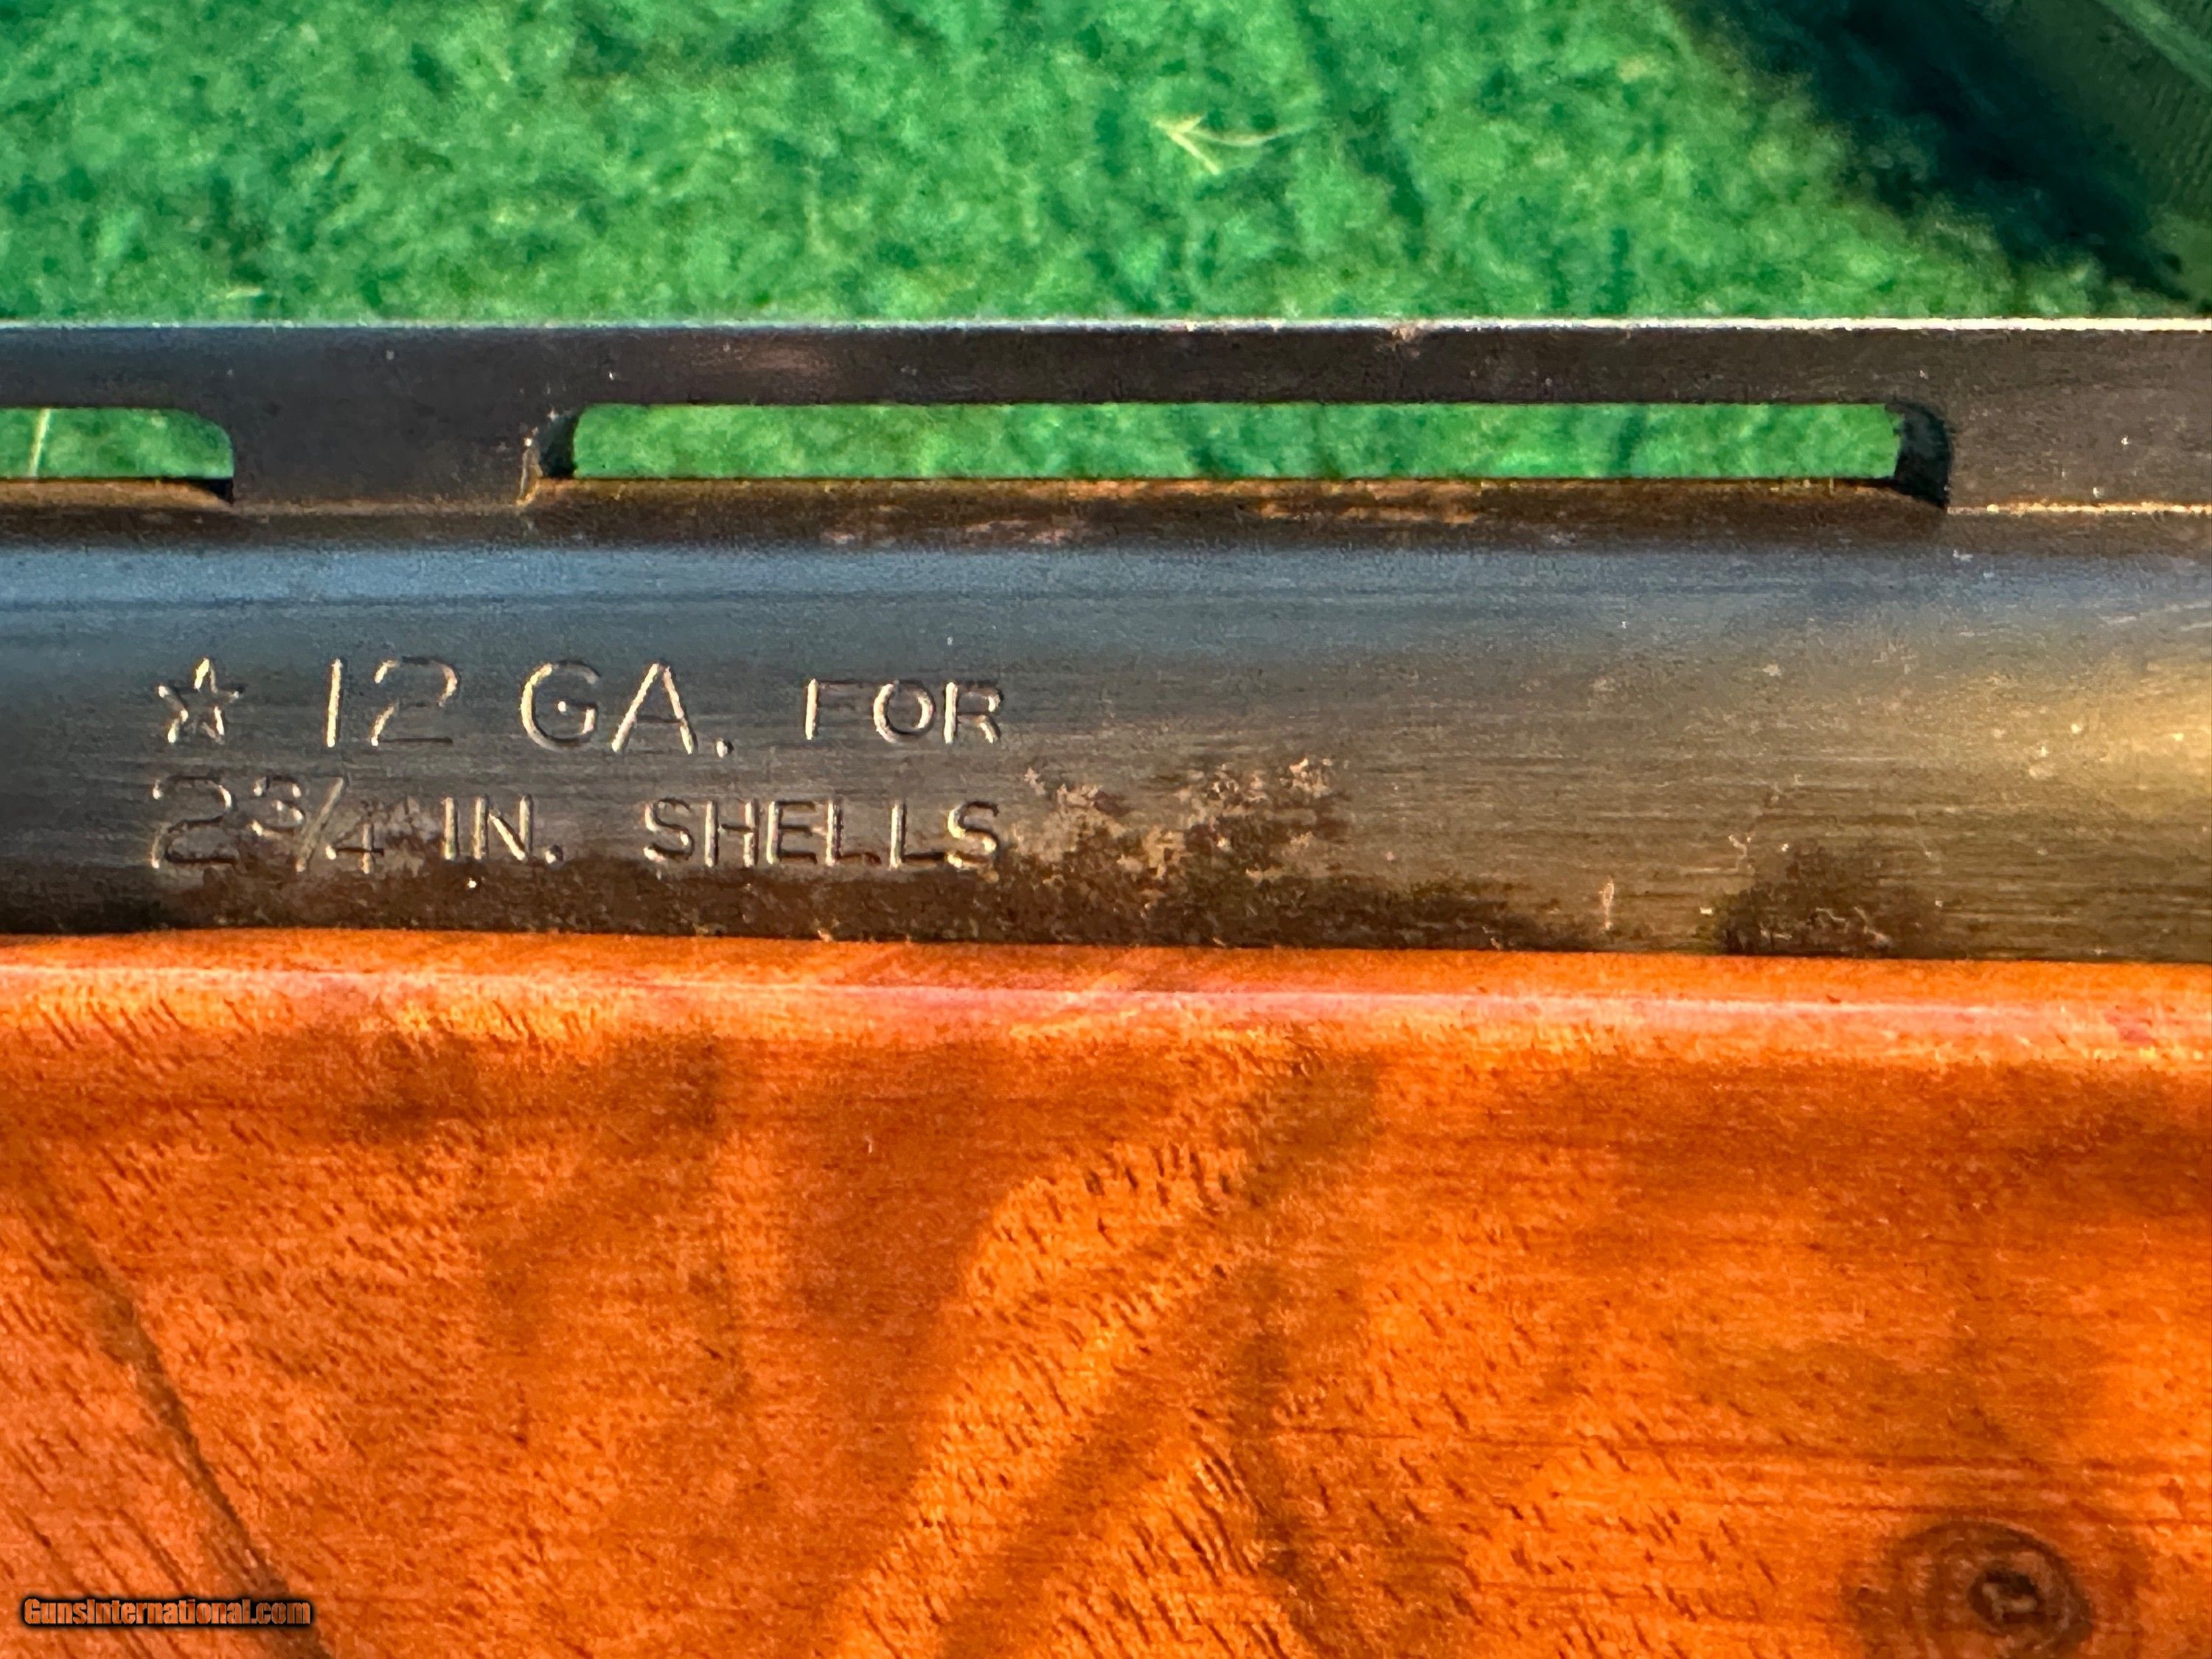 ☆ 12 GA. FOR
2¾ IN. SHELLS
GunsInternational.com